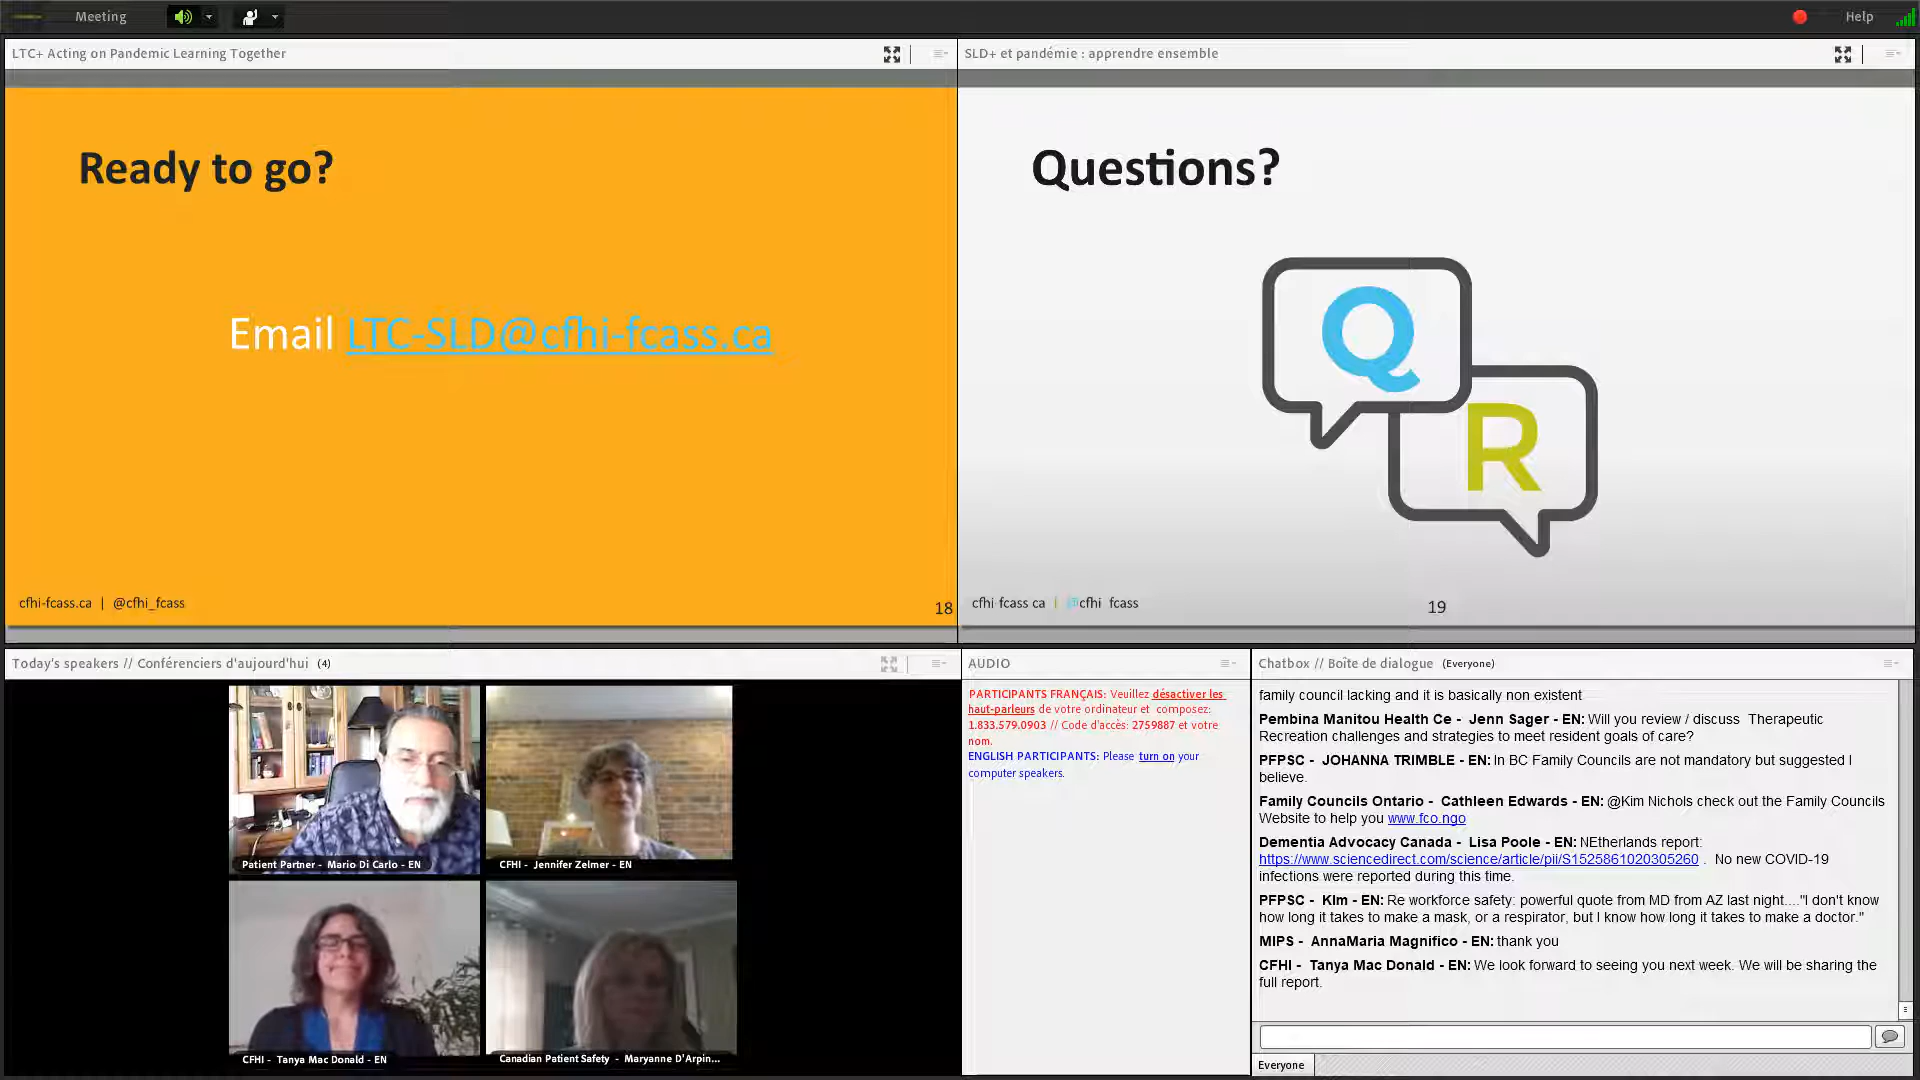 Meeting
Help
LTC+ Acting on Pandemic Learning Together
Ready to go?
Email LTC-SLD@cfhi-fcass.ca
cfhi-fcass.ca | @cfhi_fcass
18
SLD+ et pandémie : apprendre ensemble
Questions?
Q
R
cfhi fcass ca | @cfhi fcass
19
Today's speakers // Conférenciers d'aujourd'hui (4)
Patient Partner - Mario Di Carlo - EN
CFHI - Jennifer Zelmer - EN
CFHI - Tanya Mac Donald - EN
Canadian Patient Safety - Maryanne D'Arpin...
AUDIO
PARTICIPANTS FRANÇAIS: Veuillez désactiver les
haut-parleurs de votre ordinateur et composez:
1.833.579.0903 // Code d'accès: 2759887 et votre
nom.
ENGLISH PARTICIPANTS: Please turn on your
computer speakers.
Chatbox // Boîte de dialogue (Everyone)
family council lacking and it is basically non existent
Pembina Manitou Health Ce - Jenn Sager - EN: Will you review / discuss Therapeutic
Recreation challenges and strategies to meet resident goals of care?
PFPSC - JOHANNA TRIMBLE - EN: In BC Family Councils are not mandatory but suggested I
believe.
Family Councils Ontario - Cathleen Edwards - EN: @Kim Nichols check out the Family Councils
Website to help you www.fco.ngo
Dementia Advocacy Canada - Lisa Poole - EN: NEtherlands report:
https://www.sciencedirect.com/science/article/pii/S1525861020305260 . No new COVID-19
infections were reported during this time.
PFPSC - KIm - EN: Re workforce safety: powerful quote from MD from AZ last night...."I don't know
how long it takes to make a mask, or a respirator, but I know how long it takes to make a doctor."
MIPS - AnnaMaria Magnifico - EN: thank you
CFHI - Tanya Mac Donald - EN: We look forward to seeing you next week. We will be sharing the
full report.
Everyone